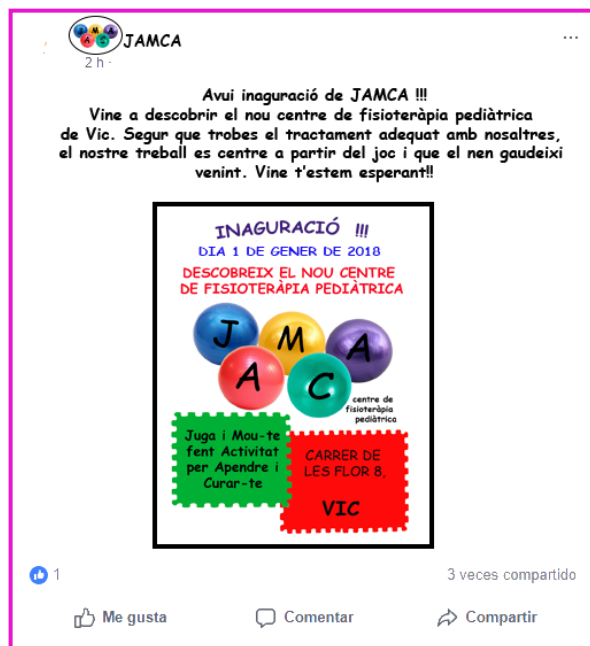 J M A A C JAMCA
2 h ·
Avui inaguració de JAMCA !!!
Vine a descobrir el nou centre de fisioteràpia pediàtrica
de Vic. Segur que trobes el tractament adequat amb nosaltres,
el nostre treball es centre a partir del joc i que el nen gaudeixi
venint. Vine t'estem esperant!!
INAGURACIÓ !!!
DIA 1 DE GENER DE 2018
DESCOBREIX EL NOU CENTRE
DE FISIOTERÀPIA PEDIÀTRICA
J M A
A C
centre de
fisioteràpia
pediàtrica
Juga i Mou-te
fent Activitat
per Apendre i
Curar-te
CARRER DE
LES FLOR 8,
VIC
1
3 veces compartido
Me gusta
Comentar
Compartir